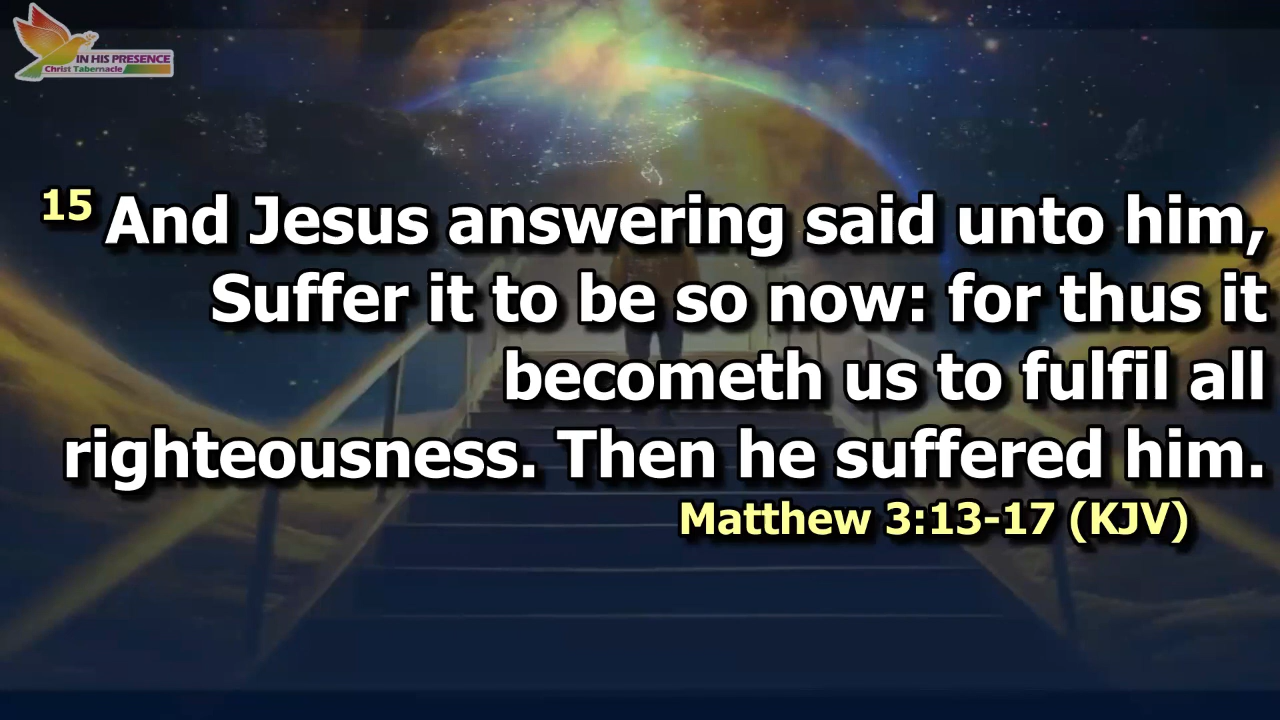 IN HIS PRESENCE
Christ Tabernacle
15 And Jesus answering said unto him,
Suffer it to be so now: for thus it
becometh us to fulfil all
righteousness. Then he suffered him.
Matthew 3:13-17 (KJV)